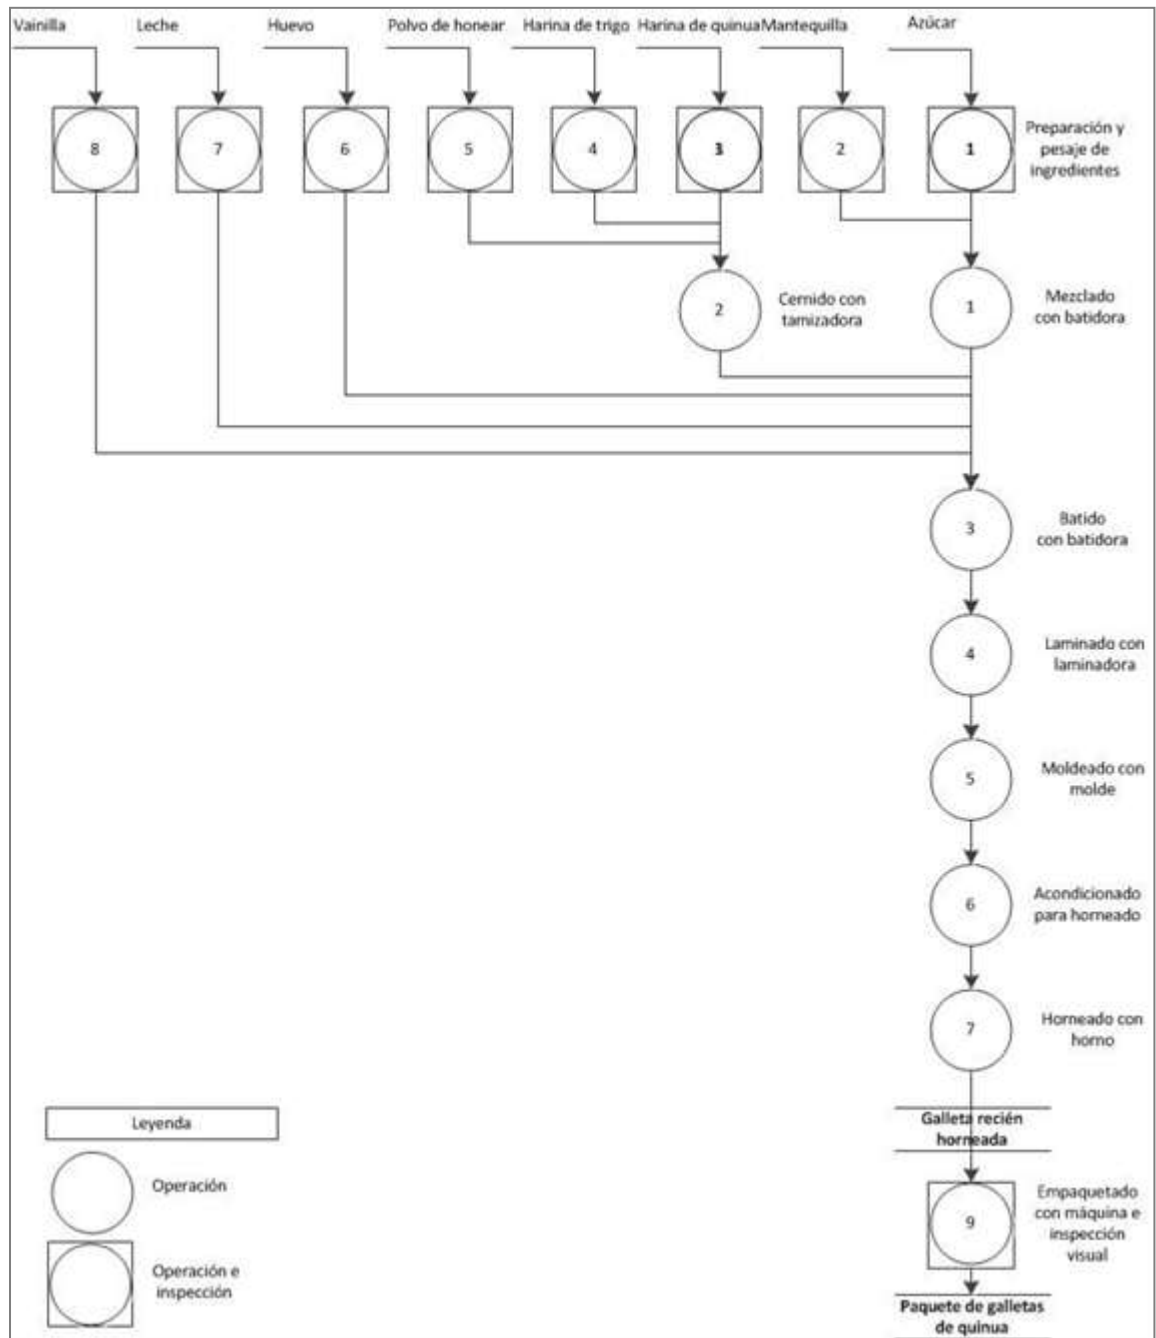 Vainilla
Leche
Huevo
Polvo de honear
Harina de trigo
Harina de quinua
Mantequilla
Azúcar
8
7
6
5
4
3
2
1
Preparación y
pesaje de
ingredientes
2
Cernido con
tamizadora
1
Mezclado
con batidora
3
Batido
con batidora
4
Laminado con
laminadora
5
Moldeado con
molde
6
Acondicionado
para horneado
7
Horneado con
horno
Galleta recién
horneada
9
Empaquetado
con máquina e
inspección
visual
Paquete de galletas
de quinua
Leyenda
Operación
Operación e
inspección